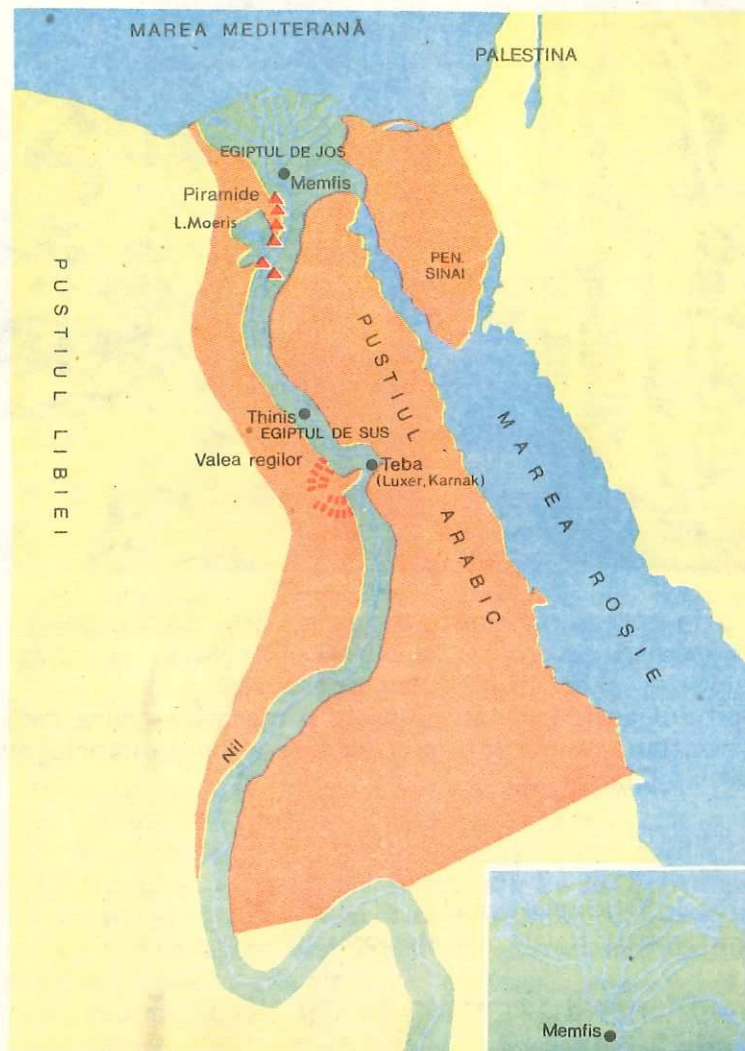 MAREA MEDITERANĂ
PALESTINA
EGIPTUL DE JOS
Memfis
Piramide
L.Moeris
PEN.
SINAI
PUSTIUL LIBIEI
PUSTIUL ARABIC
MAREA ROȘIE
Thinis
EGIPTUL DE SUS
Valea regilor
Teba
(Luxer, Karnak)
Nil
Memfis